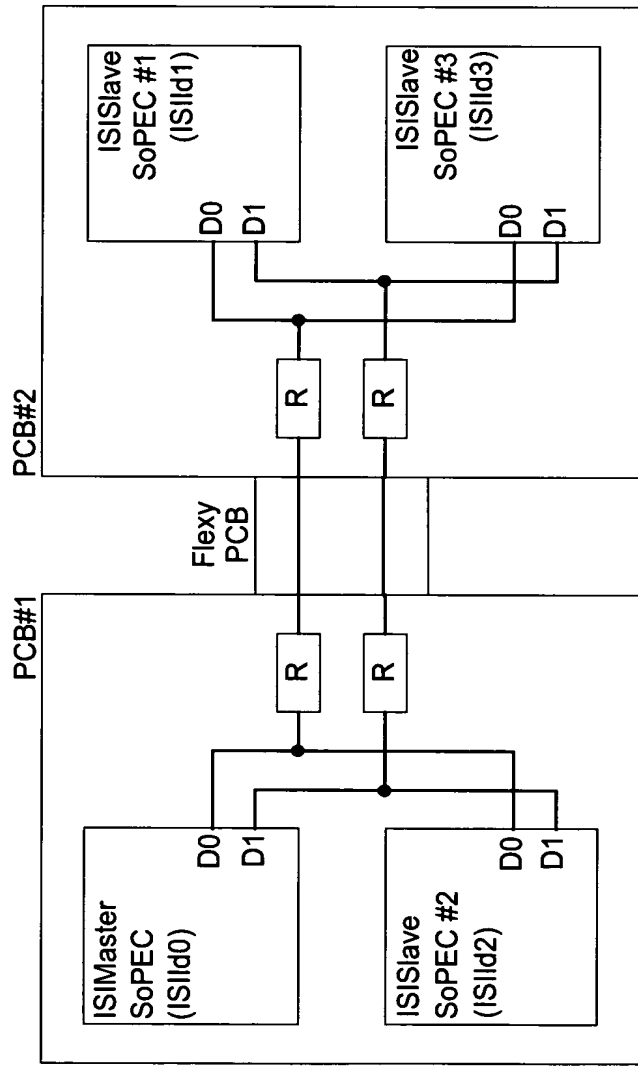 PCB#1
ISIMaster
SoPEC
(ISIId0)
D0
D1
ISISlave
SoPEC #2
(ISIId2)
D0
D1
R
R
Flexy
PCB
PCB#2
R
R
ISISlave
SoPEC #1
(ISIId1)
D0
D1
ISISlave
SoPEC #3
(ISIId3)
D0
D1